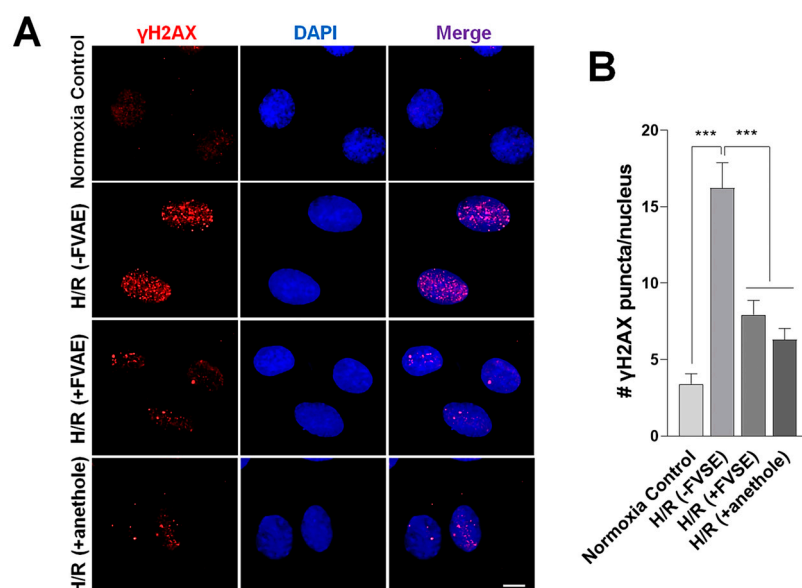 A
γH2AX
DAPI
Merge
Normoxia Control
H/R (-FVAE)
H/R (+FVAE)
H/R (+anethole)
B
# γH2AX puncta/nucleus
20
15
10
5
0
***
***
Normoxia Control
H/R (-FVSE)
H/R (+FVSE)
H/R (+anethole)